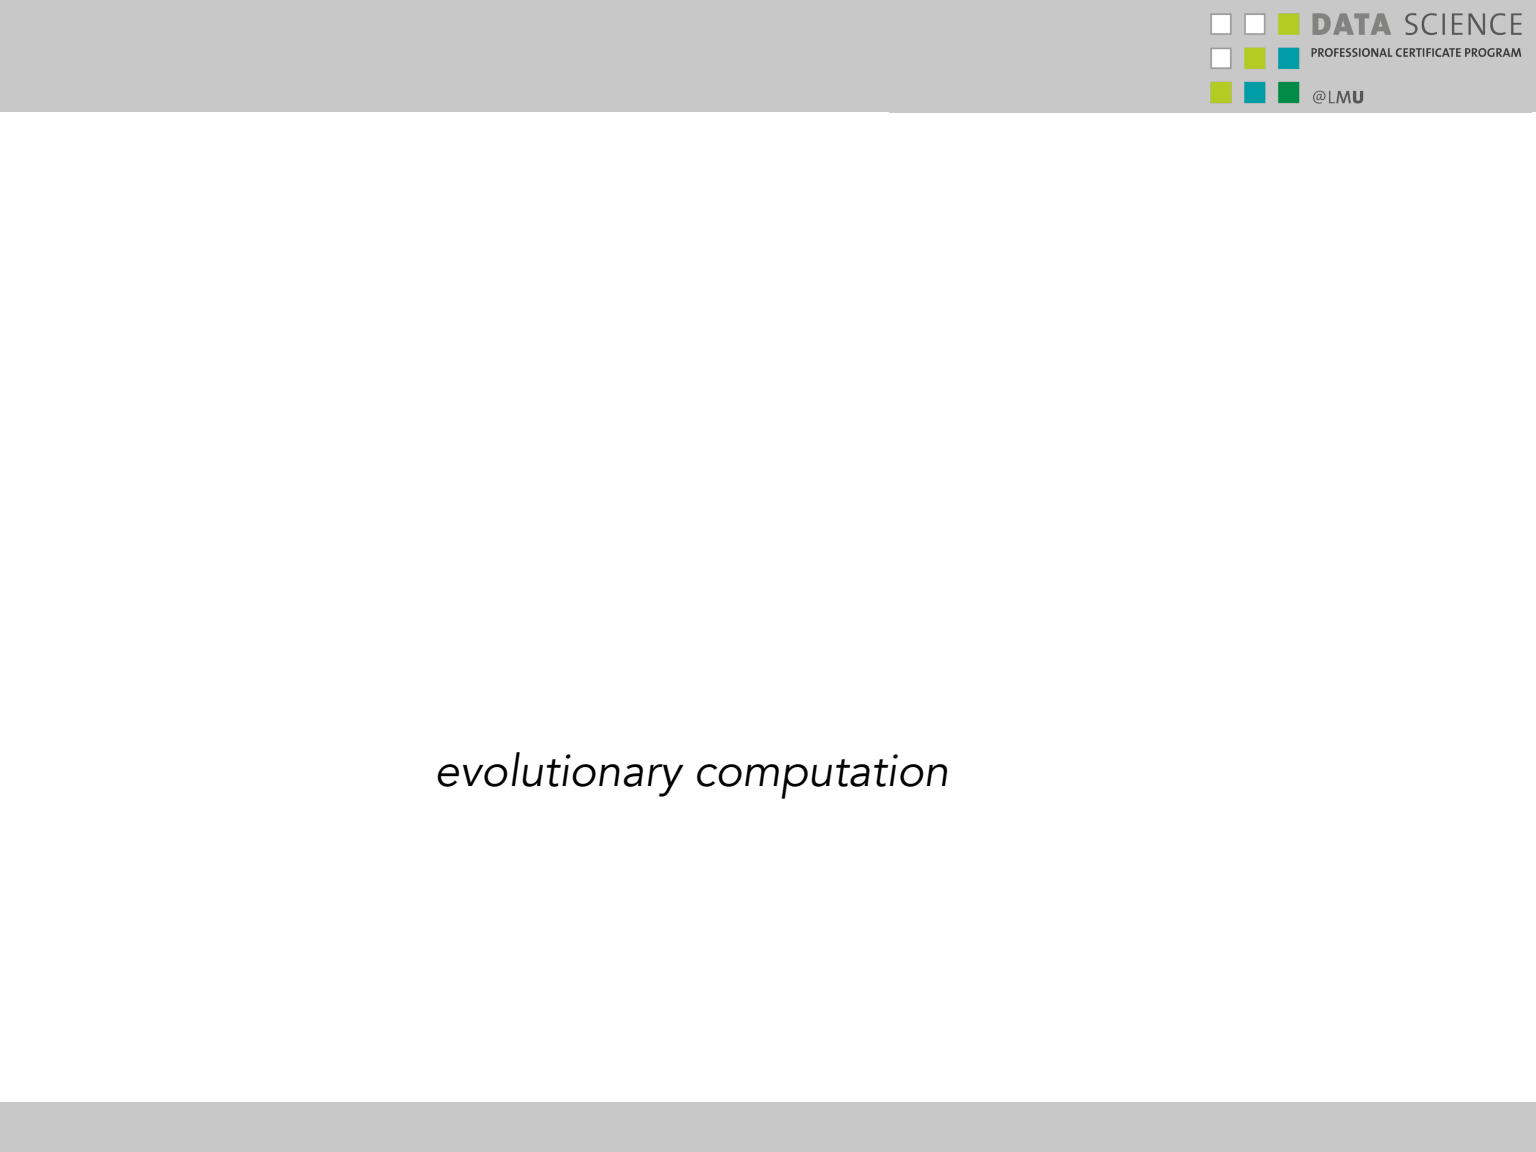 DATA SCIENCE
PROFESSIONAL CERTIFICATE PROGRAM
@LMU
evolutionary computation